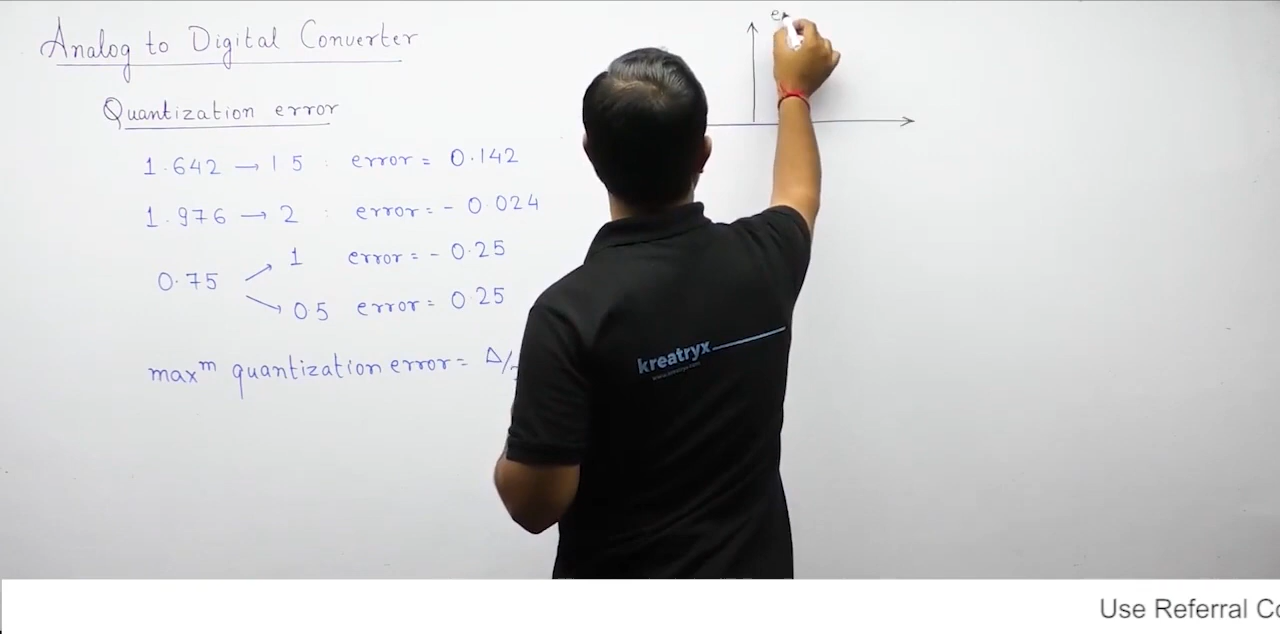 Analog to Digital Converter
Quantization error
1.642 → 1.5 : error = 0.142
1.976 → 2 : error = - 0.024
0.75
1 error = - 0.25
0.5 error = 0.25
maxᵐ quantization error = Δ/
kreatryx
Use Referral Co